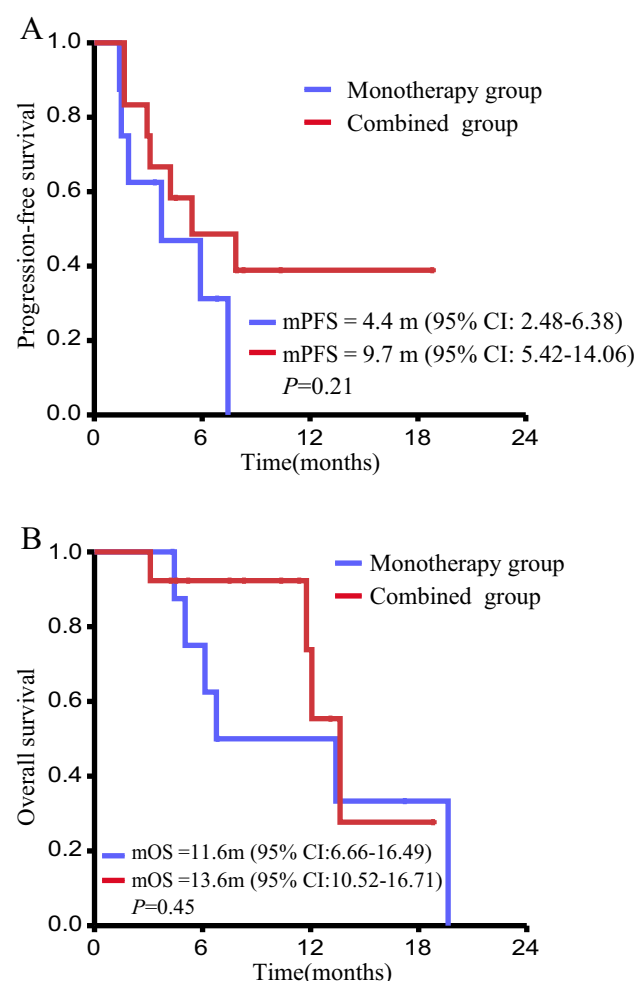 A
1.0
0.8
0.6
0.4
0.2
0.0
Progression-free survival
Monotherapy group
Combined group
mPFS = 4.4 m (95% CI: 2.48-6.38)
mPFS = 9.7 m (95% CI: 5.42-14.06)
P=0.21
0 6 12 18 24
Time(months)
B
1.0
0.8
0.6
0.4
0.2
0.0
Overall survival
Monotherapy group
Combined group
mOS =11.6m (95% CI:6.66-16.49)
mOS =13.6m (95% CI:10.52-16.71)
P=0.45
0 6 12 18 24
Time(months)